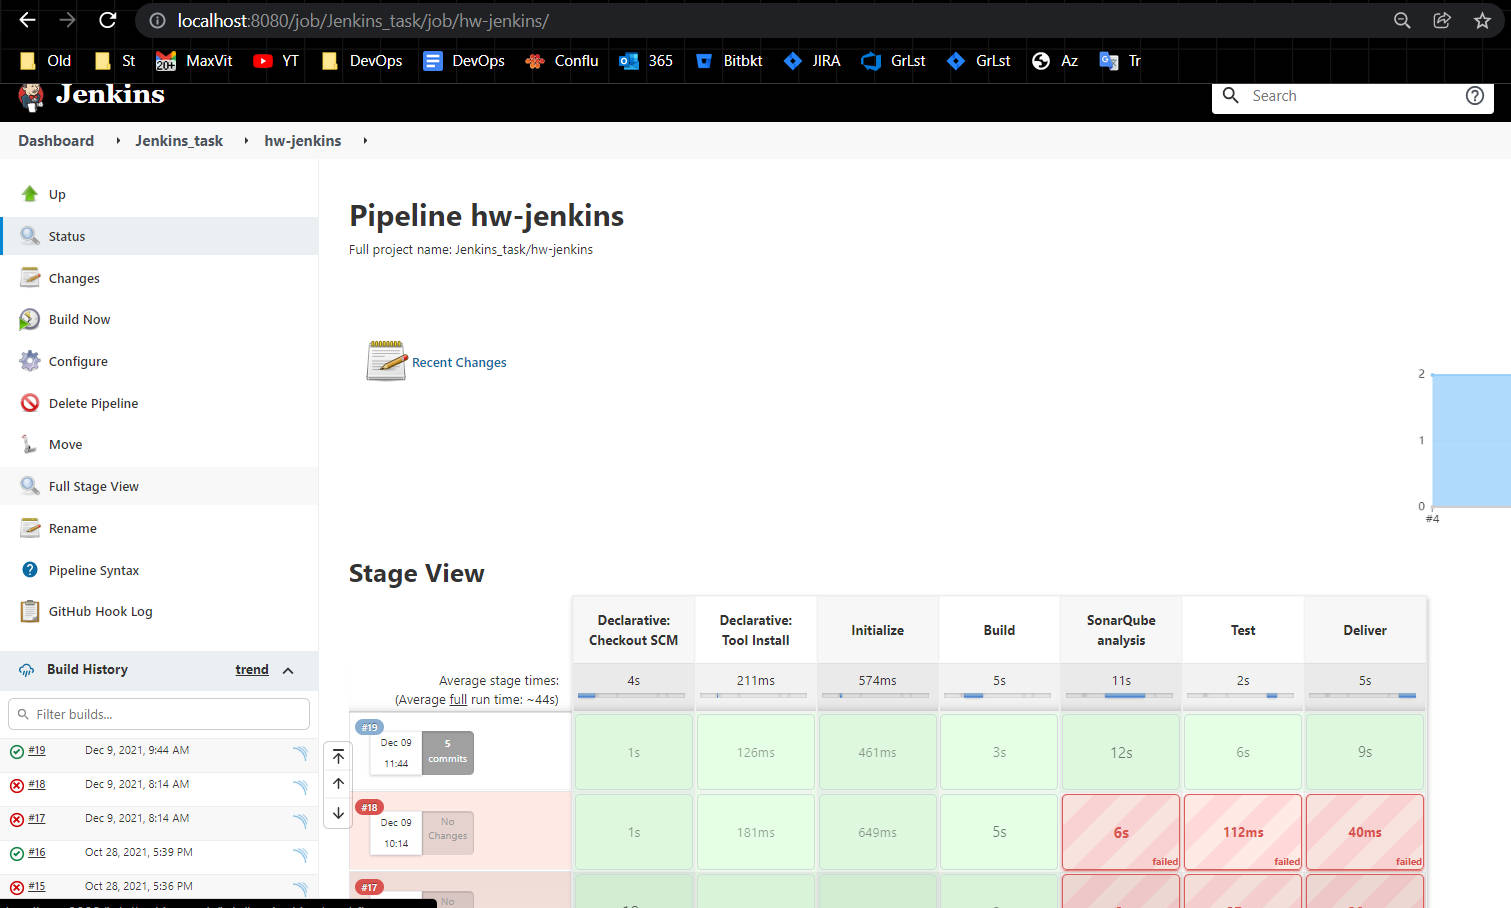 localhost:8080/job/Jenkins_task/job/hw-jenkins/
Old St 20+ MaxVit YT DevOps DevOps Conflu 365 Bitbkt JIRA GrLst GrLst Az Tr
Jenkins
Search
Dashboard Jenkins_task hw-jenkins
Up
Status
Changes
Build Now
Configure
Delete Pipeline
Move
Full Stage View
Rename
Pipeline Syntax
GitHub Hook Log
Build History trend
Filter builds...
#19 Dec 9, 2021, 9:44 AM
#18 Dec 9, 2021, 8:14 AM
#17 Dec 9, 2021, 8:14 AM
#16 Oct 28, 2021, 5:39 PM
#15 Oct 28, 2021, 5:36 PM
Pipeline hw-jenkins
Full project name: Jenkins_task/hw-jenkins
Recent Changes
2
1
0
#4
Stage View
Declarative: Checkout SCM
Declarative: Tool Install
Initialize
Build
SonarQube analysis
Test
Deliver
Average stage times:
(Average full run time: ~44s)
4s 211ms 574ms 5s 11s 2s 5s
#19
Dec 09
11:44
5
commits
1s 126ms 461ms 3s 12s 6s 9s
#18
Dec 09
10:14
No
Changes
1s 181ms 649ms 5s 6s 112ms 40ms
failed failed failed
#17
No